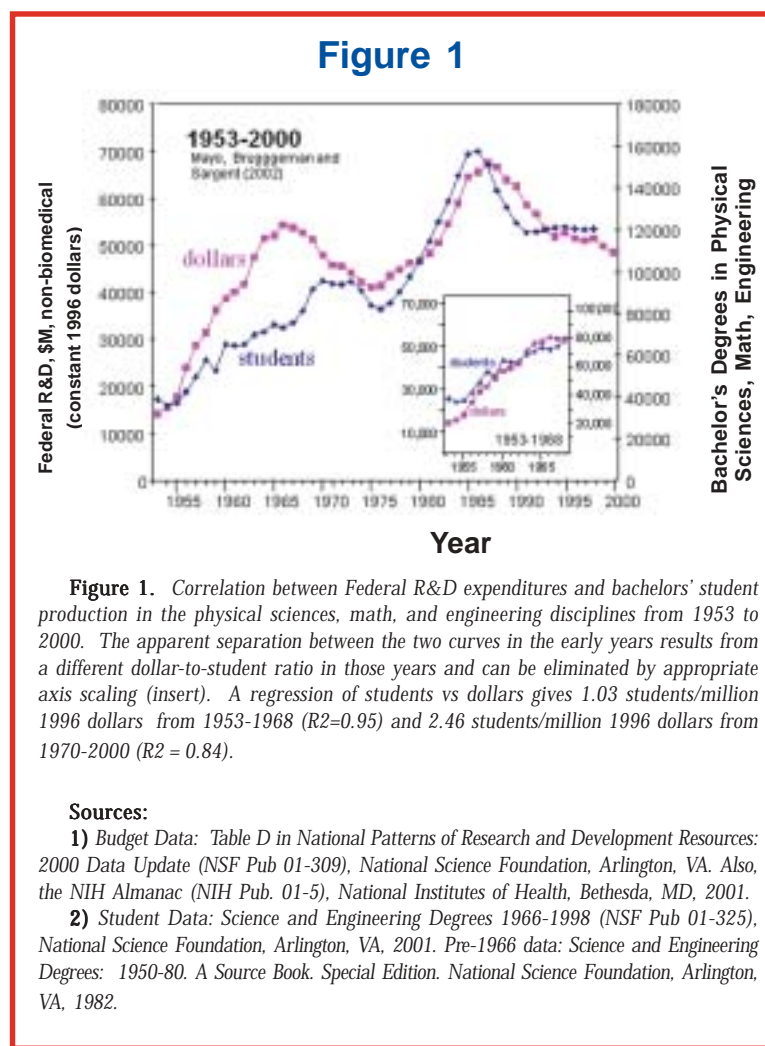 Figure 1
80000
70000
60000
50000
40000
30000
20000
10000
0
180000
160000
140000
120000
100000
80000
60000
40000
20000
0
1953-2000
Mayo, Brugggeman and
Sargent (2002)
dollars
students
70,000
50,000
30,000
10,000
100,000
80,000
60,000
40,000
20,000
students
dollars
1953-1968
1955
1960
1965
1955 1960 1965 1970 1975 1980 1985 1990 1995 2000
Federal R&D, $M, non-biomedical
(constant 1996 dollars)
Bachelor's Degrees in Physical
Sciences, Math, Engineering
Year
Figure 1. Correlation between Federal R&D expenditures and bachelors' student
production in the physical sciences, math, and engineering disciplines from 1953 to
2000. The apparent separation between the two curves in the early years results from
a different dollar-to-student ratio in those years and can be eliminated by appropriate
axis scaling (insert). A regression of students vs dollars gives 1.03 students/million
1996 dollars from 1953-1968 (R2=0.95) and 2.46 students/million 1996 dollars from
1970-2000 (R2 = 0.84).
Sources:
1) Budget Data: Table D in National Patterns of Research and Development Resources:
2000 Data Update (NSF Pub 01-309), National Science Foundation, Arlington, VA. Also,
the NIH Almanac (NIH Pub. 01-5), National Institutes of Health, Bethesda, MD, 2001.
2) Student Data: Science and Engineering Degrees 1966-1998 (NSF Pub 01-325),
National Science Foundation, Arlington, VA, 2001. Pre-1966 data: Science and Engineering
Degrees: 1950-80. A Source Book. Special Edition. National Science Foundation, Arlington,
VA, 1982.